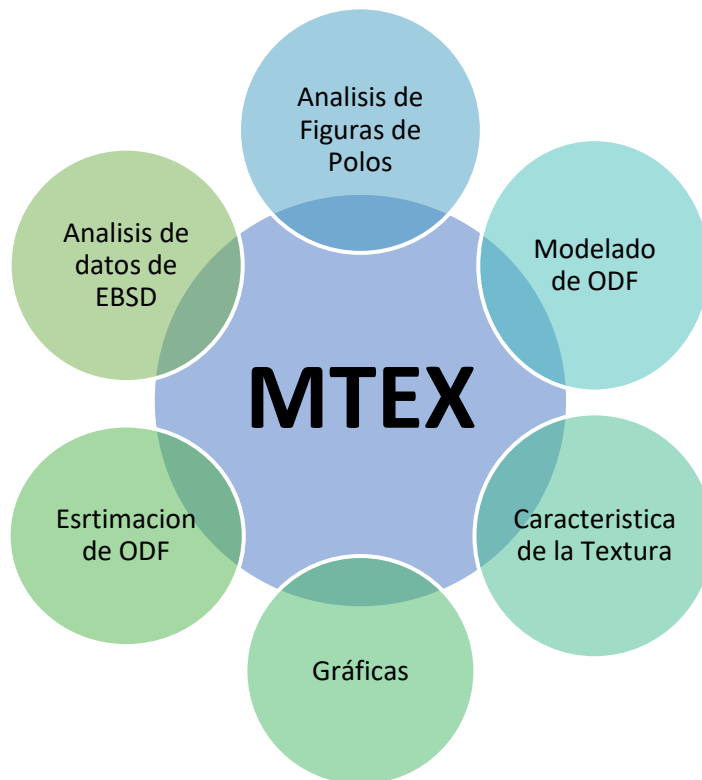 Analisis de
Figuras de
Polos
Modelado
de ODF
Caracteristica
de la Textura
Gráficas
Esrtimacion
de ODF
Analisis de
datos de
EBSD
MTEX